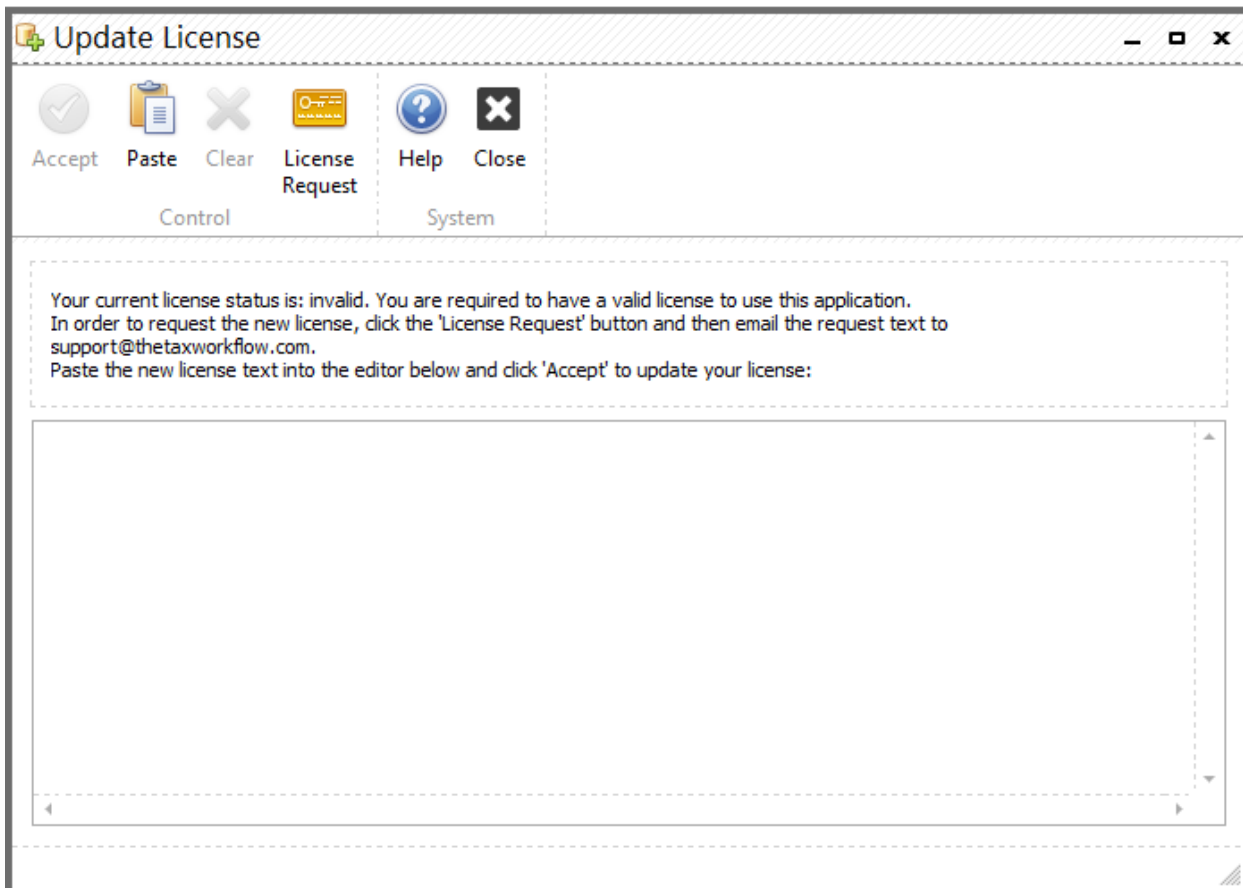 Update License
Accept Paste Clear License Request Help Close
Control System
Your current license status is: invalid. You are required to have a valid license to use this application.
In order to request the new license, click the 'License Request' button and then email the request text to
support@thetaxworkflow.com.
Paste the new license text into the editor below and click 'Accept' to update your license: